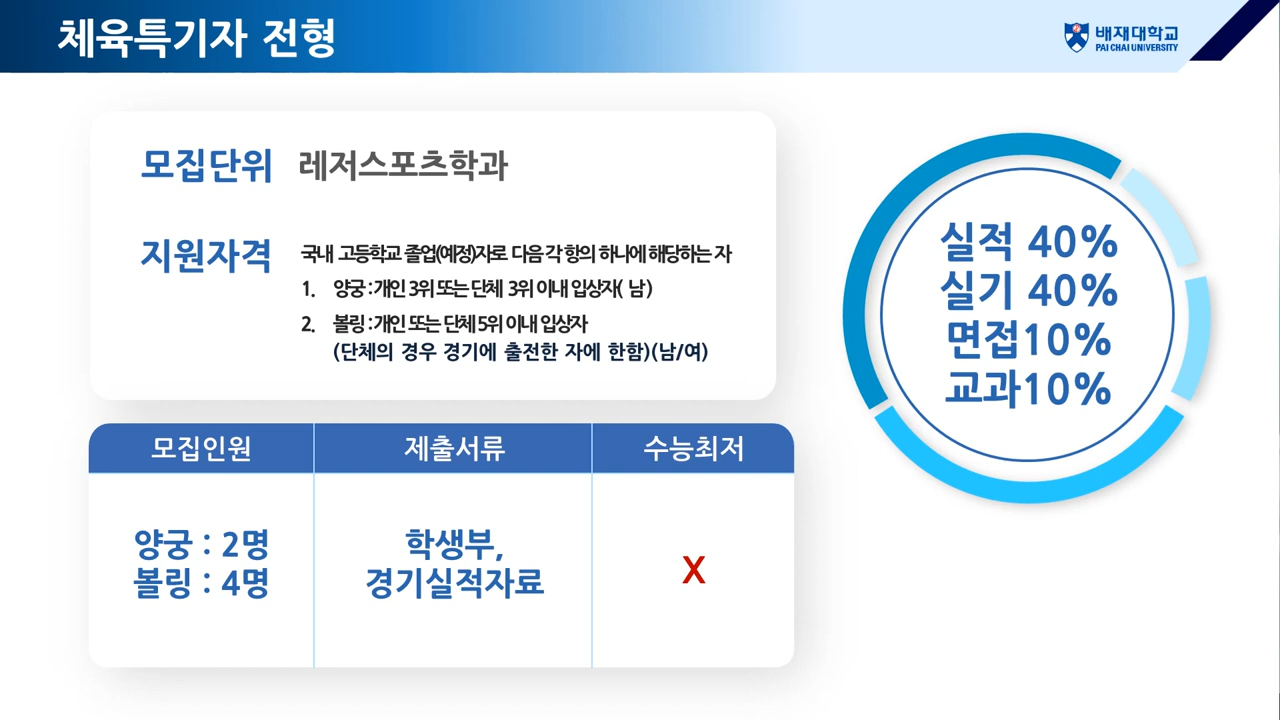 체육특기자 전형
배재대학교
PAI CHAI UNIVERSITY
모집단위 레저스포츠학과
지원자격 국내 고등학교 졸업(예정)자로 다음 각 항의 하나에 해당하는 자
1. 양궁 : 개인 3위 또는 단체 3위 이내 입상자( 남)
2. 볼링 : 개인 또는 단체 5위 이내 입상자
(단체의 경우 경기에 출전한 자에 한함)(남/여)
실적 40%
실기 40%
면접10%
교과10%
모집인원 제출서류 수능최저
양궁 : 2명
볼링 : 4명
학생부,
경기실적자료
X